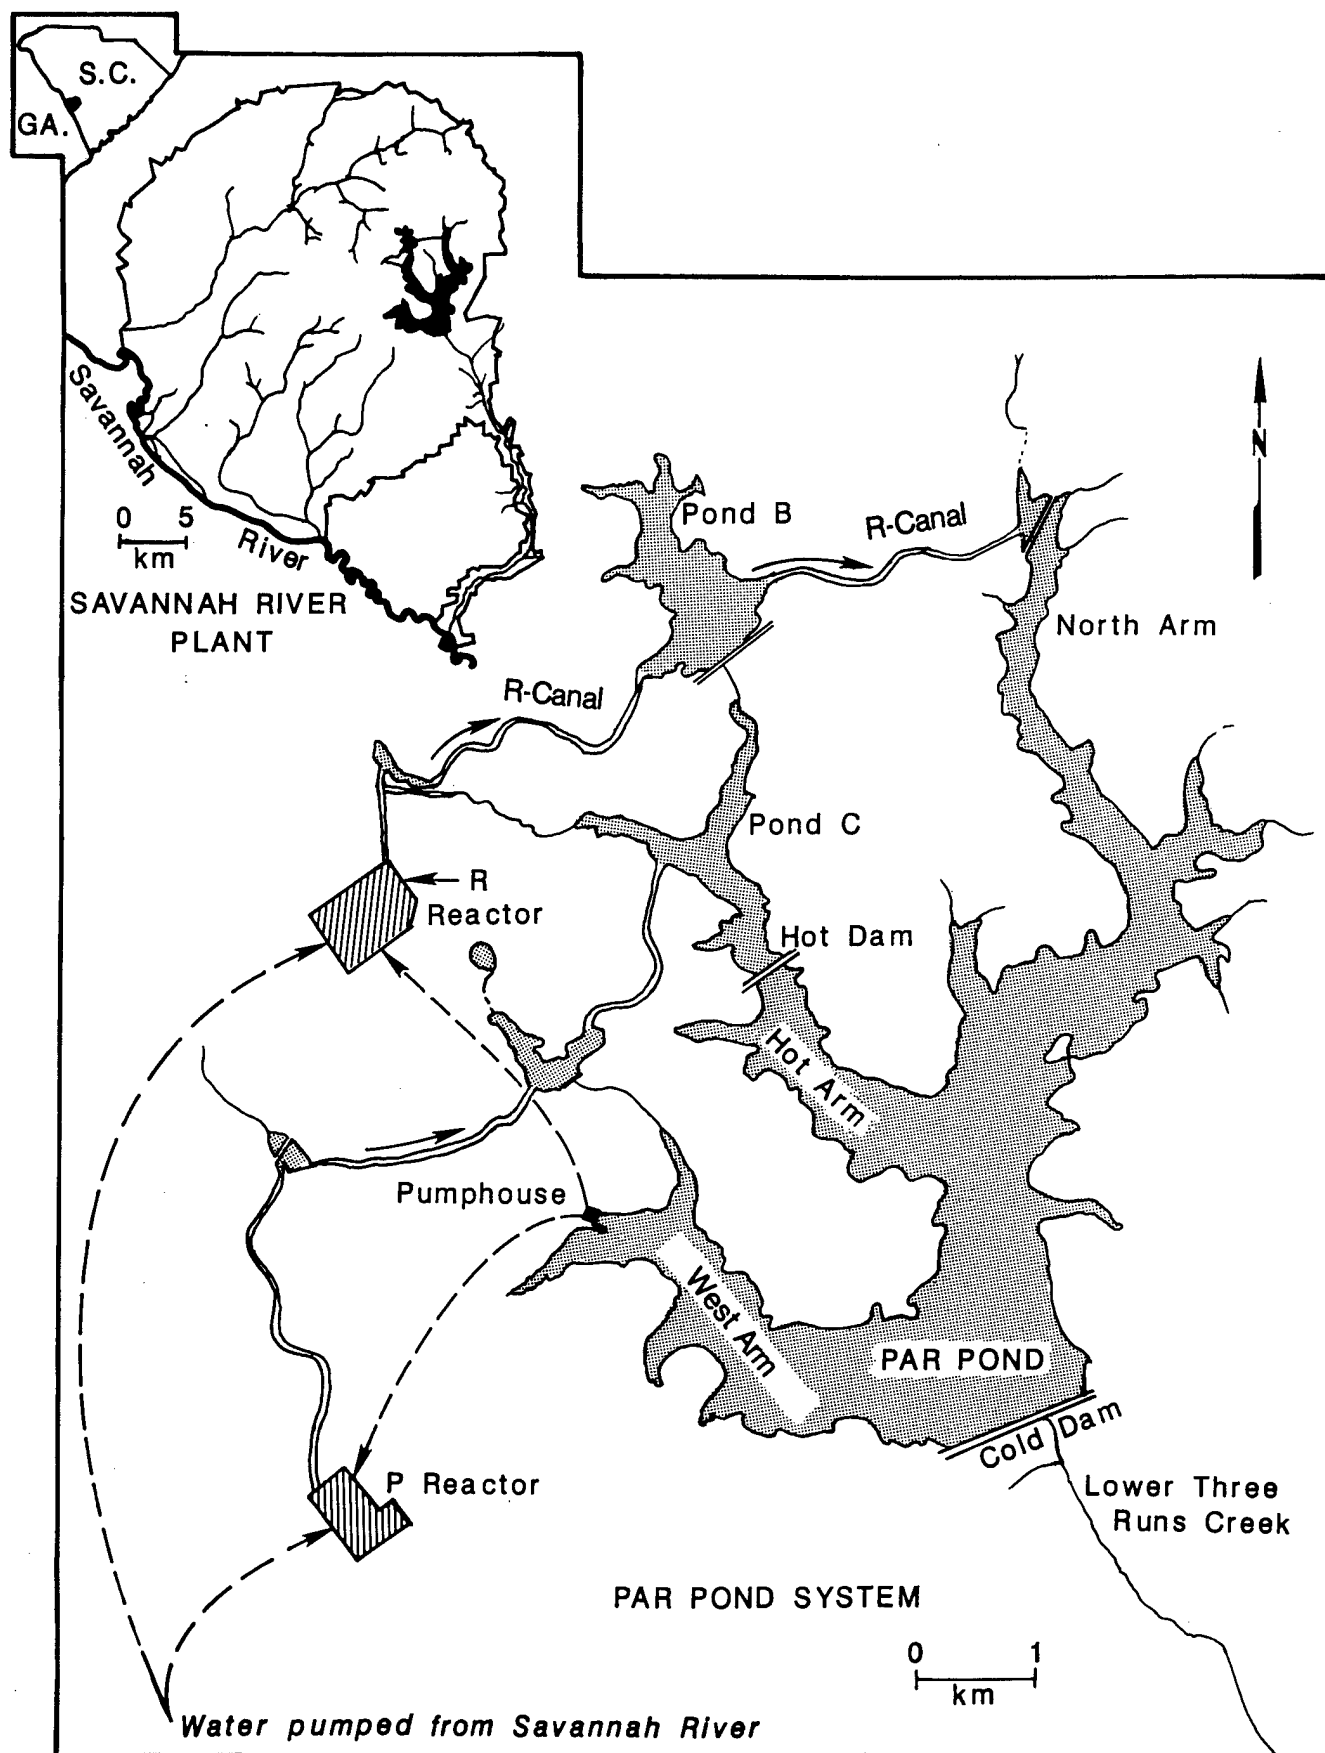 S.C.
GA.
Savannah
River
0 5
km
SAVANNAH RIVER
PLANT
N
Pond B
R-Canal
North Arm
R-Canal
Pond C
R
Reactor
Hot Dam
Hot Arm
Pumphouse
West Arm
PAR POND
Cold Dam
P Reactor
Lower Three
Runs Creek
PAR POND SYSTEM
0 1
km
Water pumped from Savannah River